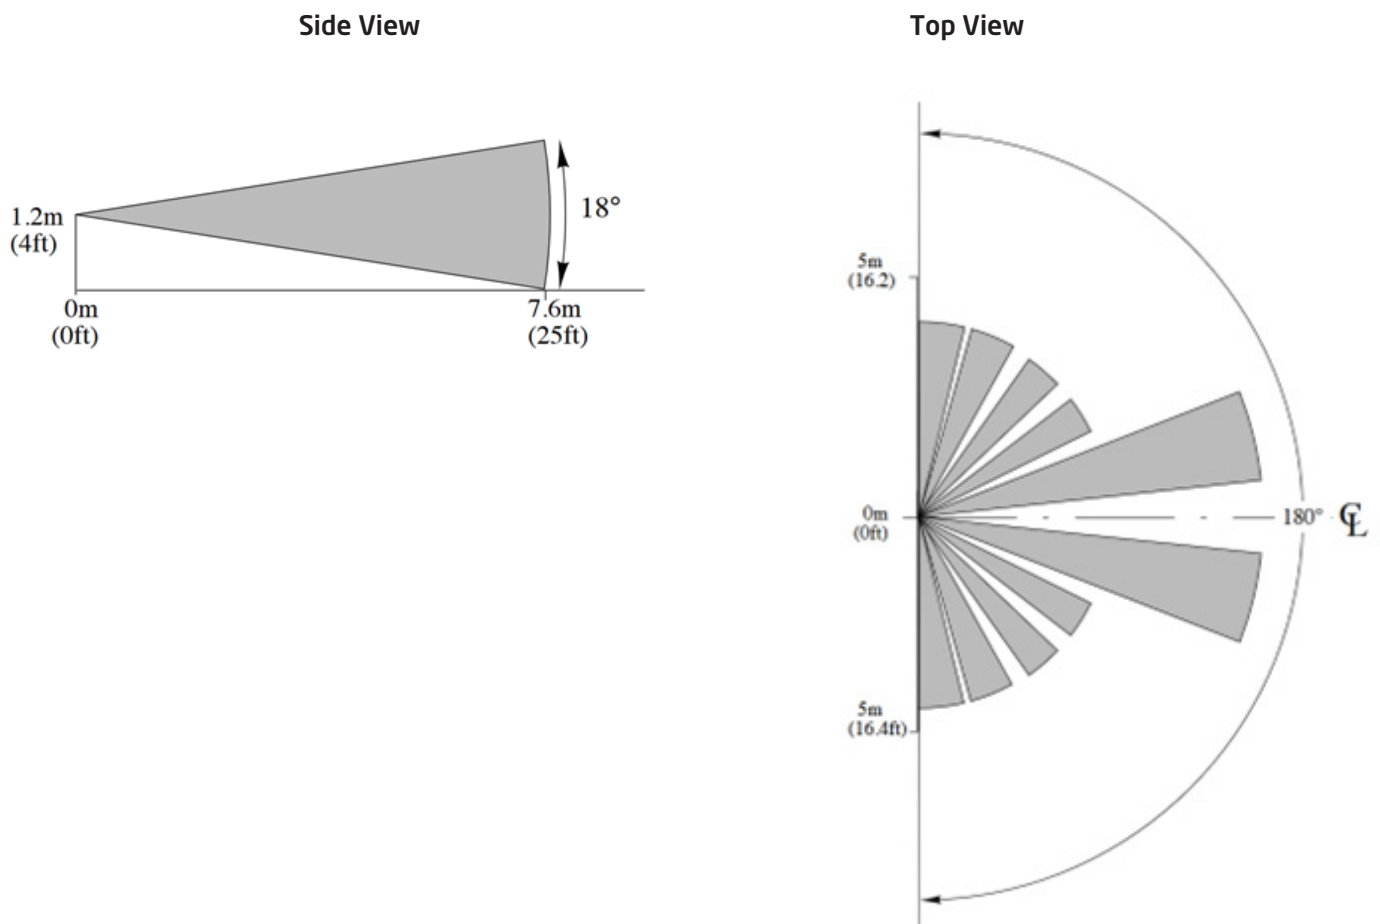 Side View
Top View
1.2m
(4ft)
18°
0m
(0ft)
7.6m
(25ft)
5m
(16.2)
0m
(0ft)
180° ℄
5m
(16.4ft)